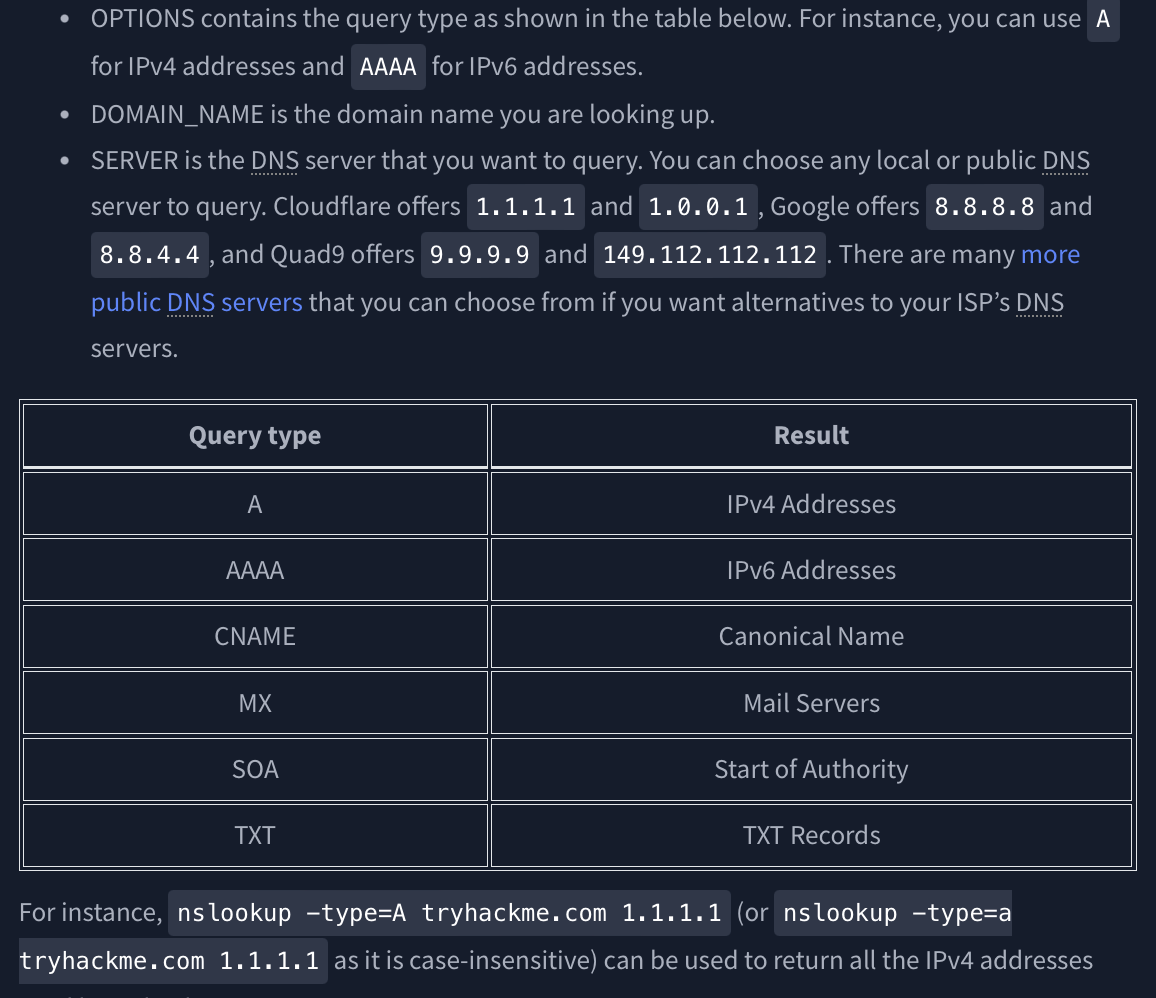 • OPTIONS contains the query type as shown in the table below. For instance, you can use A
for IPv4 addresses and AAAA for IPv6 addresses.
• DOMAIN_NAME is the domain name you are looking up.
• SERVER is the DNS server that you want to query. You can choose any local or public DNS
server to query. Cloudflare offers 1.1.1.1 and 1.0.0.1, Google offers 8.8.8.8 and
8.8.4.4, and Quad9 offers 9.9.9.9 and 149.112.112.112. There are many more
public DNS servers that you can choose from if you want alternatives to your ISP’s DNS
servers.
Query type Result
A IPv4 Addresses
AAAA IPv6 Addresses
CNAME Canonical Name
MX Mail Servers
SOA Start of Authority
TXT TXT Records
For instance, nslookup -type=A tryhackme.com 1.1.1.1 (or nslookup -type=a
tryhackme.com 1.1.1.1 as it is case-insensitive) can be used to return all the IPv4 addresses